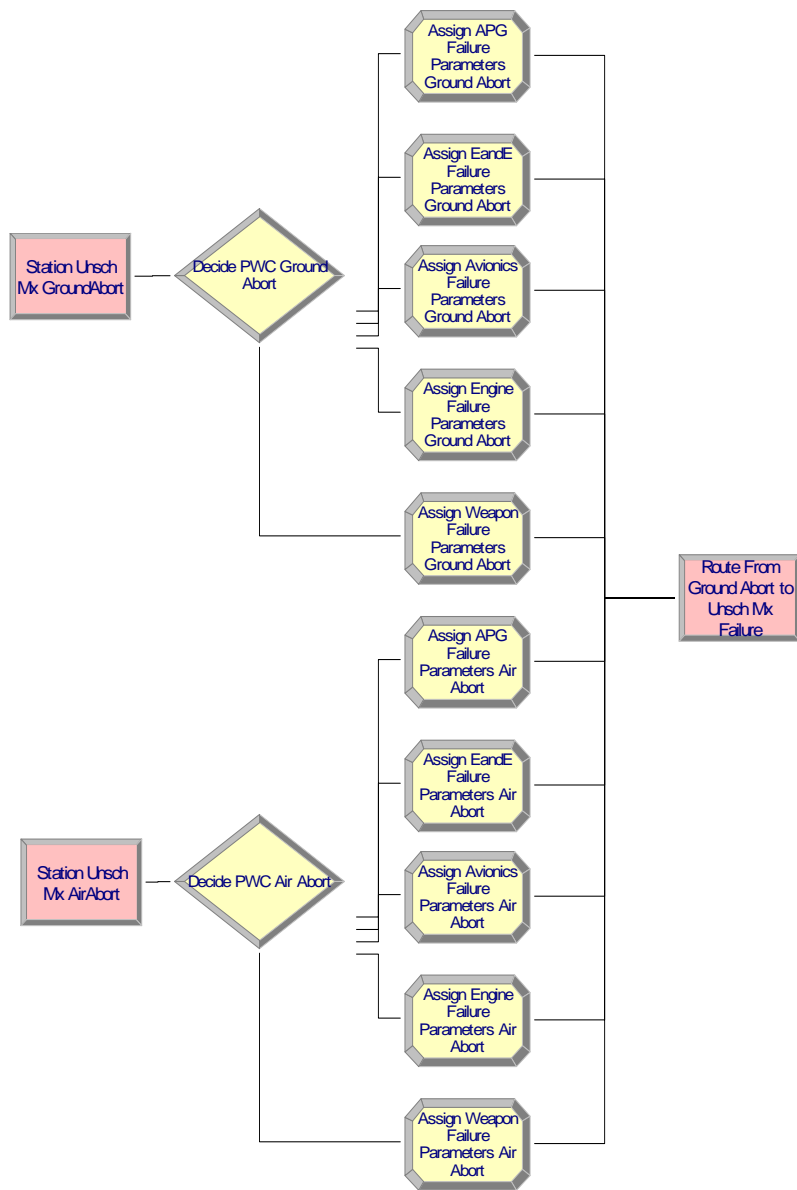 Assign APG
Failure
Parameters
Ground Abort
Assign EandE
Failure
Parameters
Ground Abort
Station Unsch
Mx GroundAbort
Decide PWC Ground
Abort
Assign Avionics
Failure
Parameters
Ground Abort
Assign Engine
Failure
Parameters
Ground Abort
Assign Weapon
Failure
Parameters
Ground Abort
Route From
Ground Abort to
Unsch Mx
Failure
Assign APG
Failure
Parameters Air
Abort
Assign EandE
Failure
Parameters Air
Abort
Station Unsch
Mx AirAbort
Decide PWC Air Abort
Assign Avionics
Failure
Parameters Air
Abort
Assign Engine
Failure
Parameters Air
Abort
Assign Weapon
Failure
Parameters Air
Abort